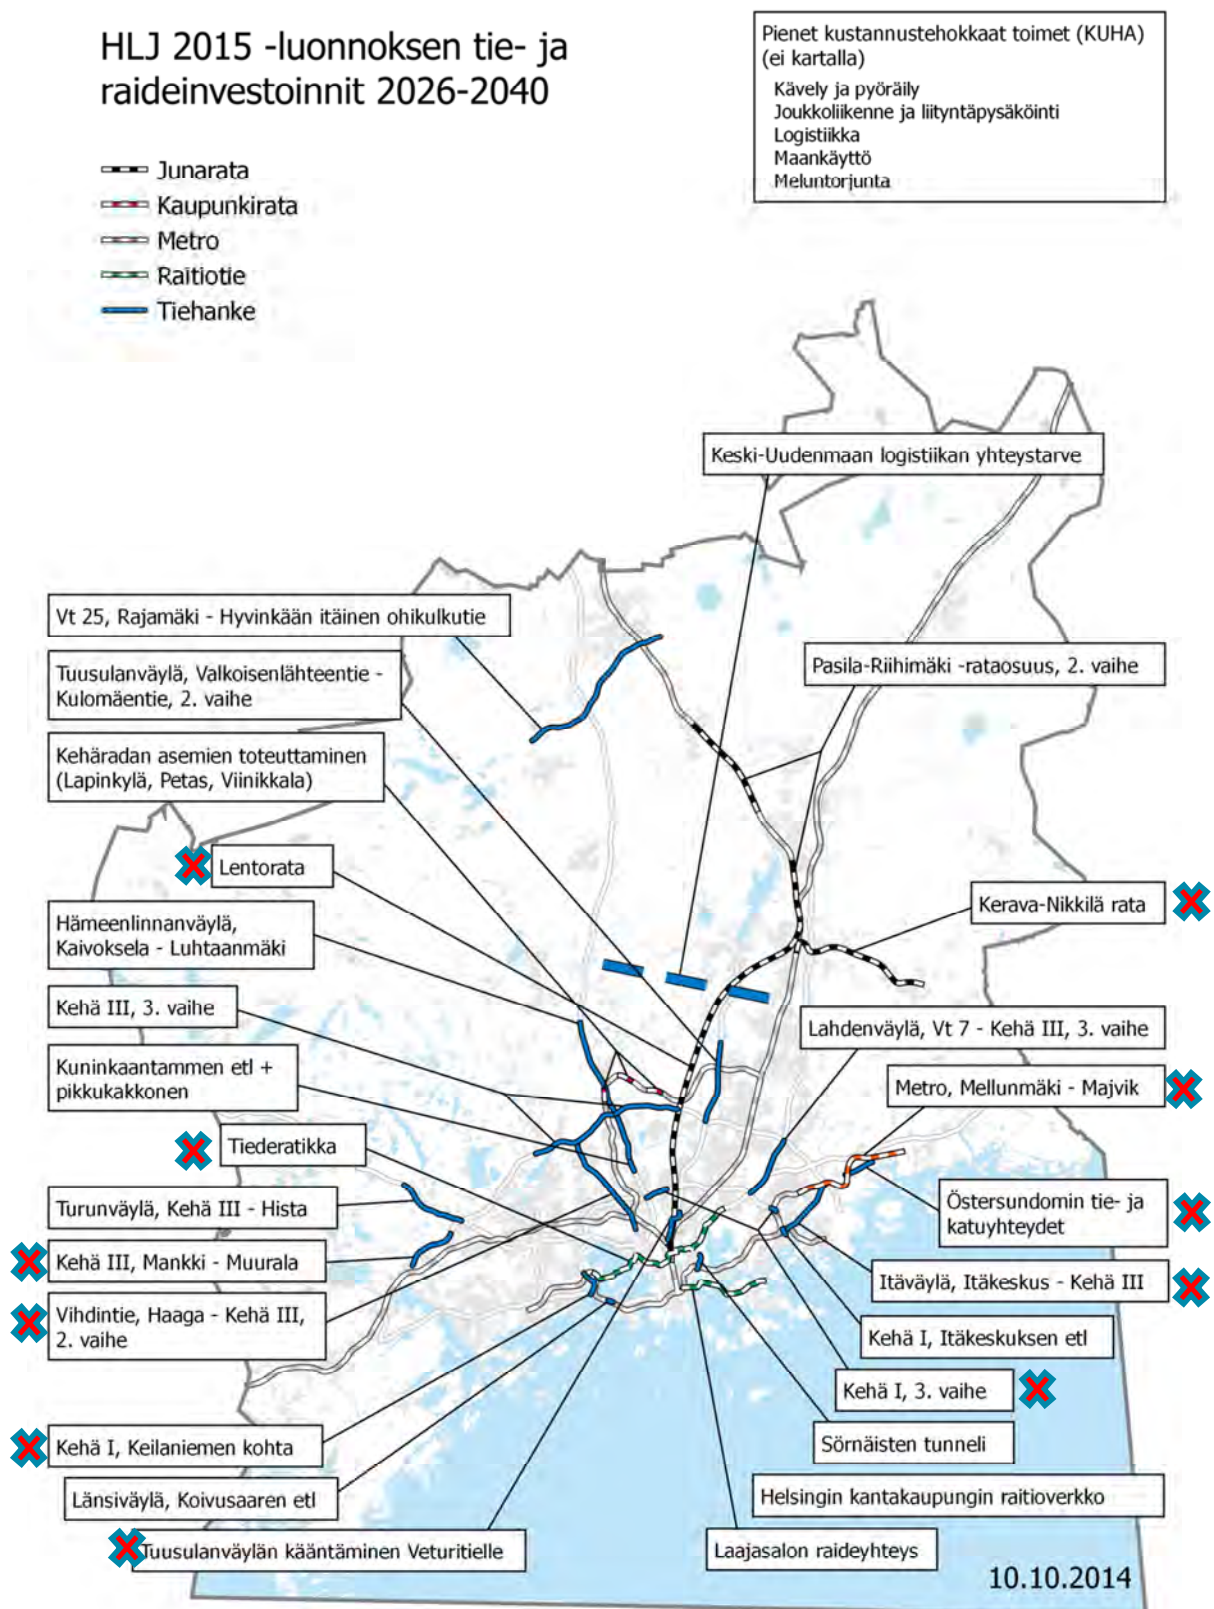 HLJ 2015 -luonnoksen tie- ja
raideinvestoinnit 2026-2040
Junarata
Kaupunkirata
Metro
Raitiotie
Tiehanke
Pienet kustannustehokkaat toimet (KUHA)
(ei kartalla)
Kävely ja pyöräily
Joukkoliikenne ja liityntäpysäköinti
Logistiikka
Maankäyttö
Meluntorjunta
Keski-Uudenmaan logistiikan yhteystarve
Vt 25, Rajamäki - Hyvinkään itäinen ohikulkutie
Tuusulanväylä, Valkoisenlähteentie -
Kulomäentie, 2. vaihe
Pasila-Riihimäki -rataosuus, 2. vaihe
Kehäradan asemien toteuttaminen
(Lapinkylä, Petas, Viinikkala)
Lentorata
Kerava-Nikkilä rata
Hämeenlinnanväylä,
Kaivoksela - Luhtaanmäki
Kehä III, 3. vaihe
Lahdenväylä, Vt 7 - Kehä III, 3. vaihe
Kuninkaantammen etl +
pikkukakkonen
Metro, Mellunmäki - Majvik
Tiederatikka
Turunväylä, Kehä III - Hista
Östersundomin tie- ja
katuyhteydet
Kehä III, Mankki - Muurala
Itäväylä, Itäkeskus - Kehä III
Vihdintie, Haaga - Kehä III,
2. vaihe
Kehä I, Itäkeskuksen etl
Kehä I, 3. vaihe
Kehä I, Keilaniemen kohta
Sörnäisten tunneli
Länsiväylä, Koivusaaren etl
Helsingin kantakaupungin raitioverkko
Tuusulanväylän kääntäminen Veturitielle
Laajasalon raideyhteys
10.10.2014